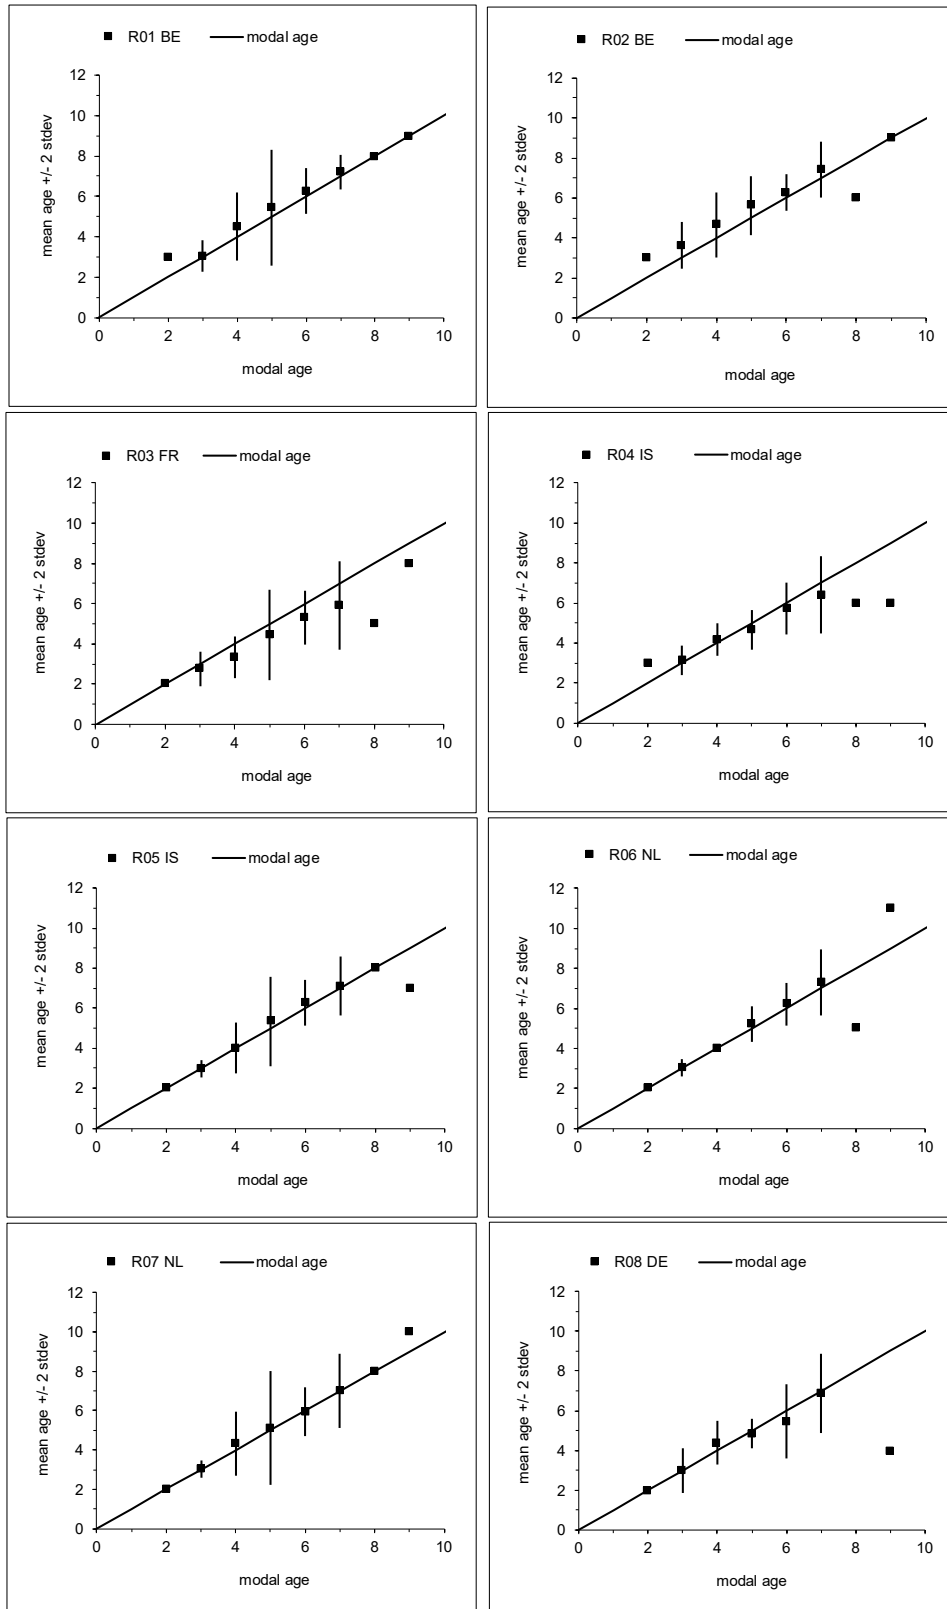 R01 BE modal age
12
10
8
6
4
2
0
0 2 4 6 8 10
mean age +/- 2 stdev
modal age
R02 BE modal age
12
10
8
6
4
2
0
0 2 4 6 8 10
mean age +/- 2 stdev
modal age
R03 FR modal age
12
10
8
6
4
2
0
0 2 4 6 8 10
mean age +/- 2 stdev
modal age
R04 IS modal age
12
10
8
6
4
2
0
0 2 4 6 8 10
mean age +/- 2 stdev
modal age
R05 IS modal age
12
10
8
6
4
2
0
0 2 4 6 8 10
mean age +/- 2 stdev
modal age
R06 NL modal age
12
10
8
6
4
2
0
0 2 4 6 8 10
mean age +/- 2 stdev
modal age
R07 NL modal age
12
10
8
6
4
2
0
0 2 4 6 8 10
mean age +/- 2 stdev
modal age
R08 DE modal age
12
10
8
6
4
2
0
0 2 4 6 8 10
mean age +/- 2 stdev
modal age